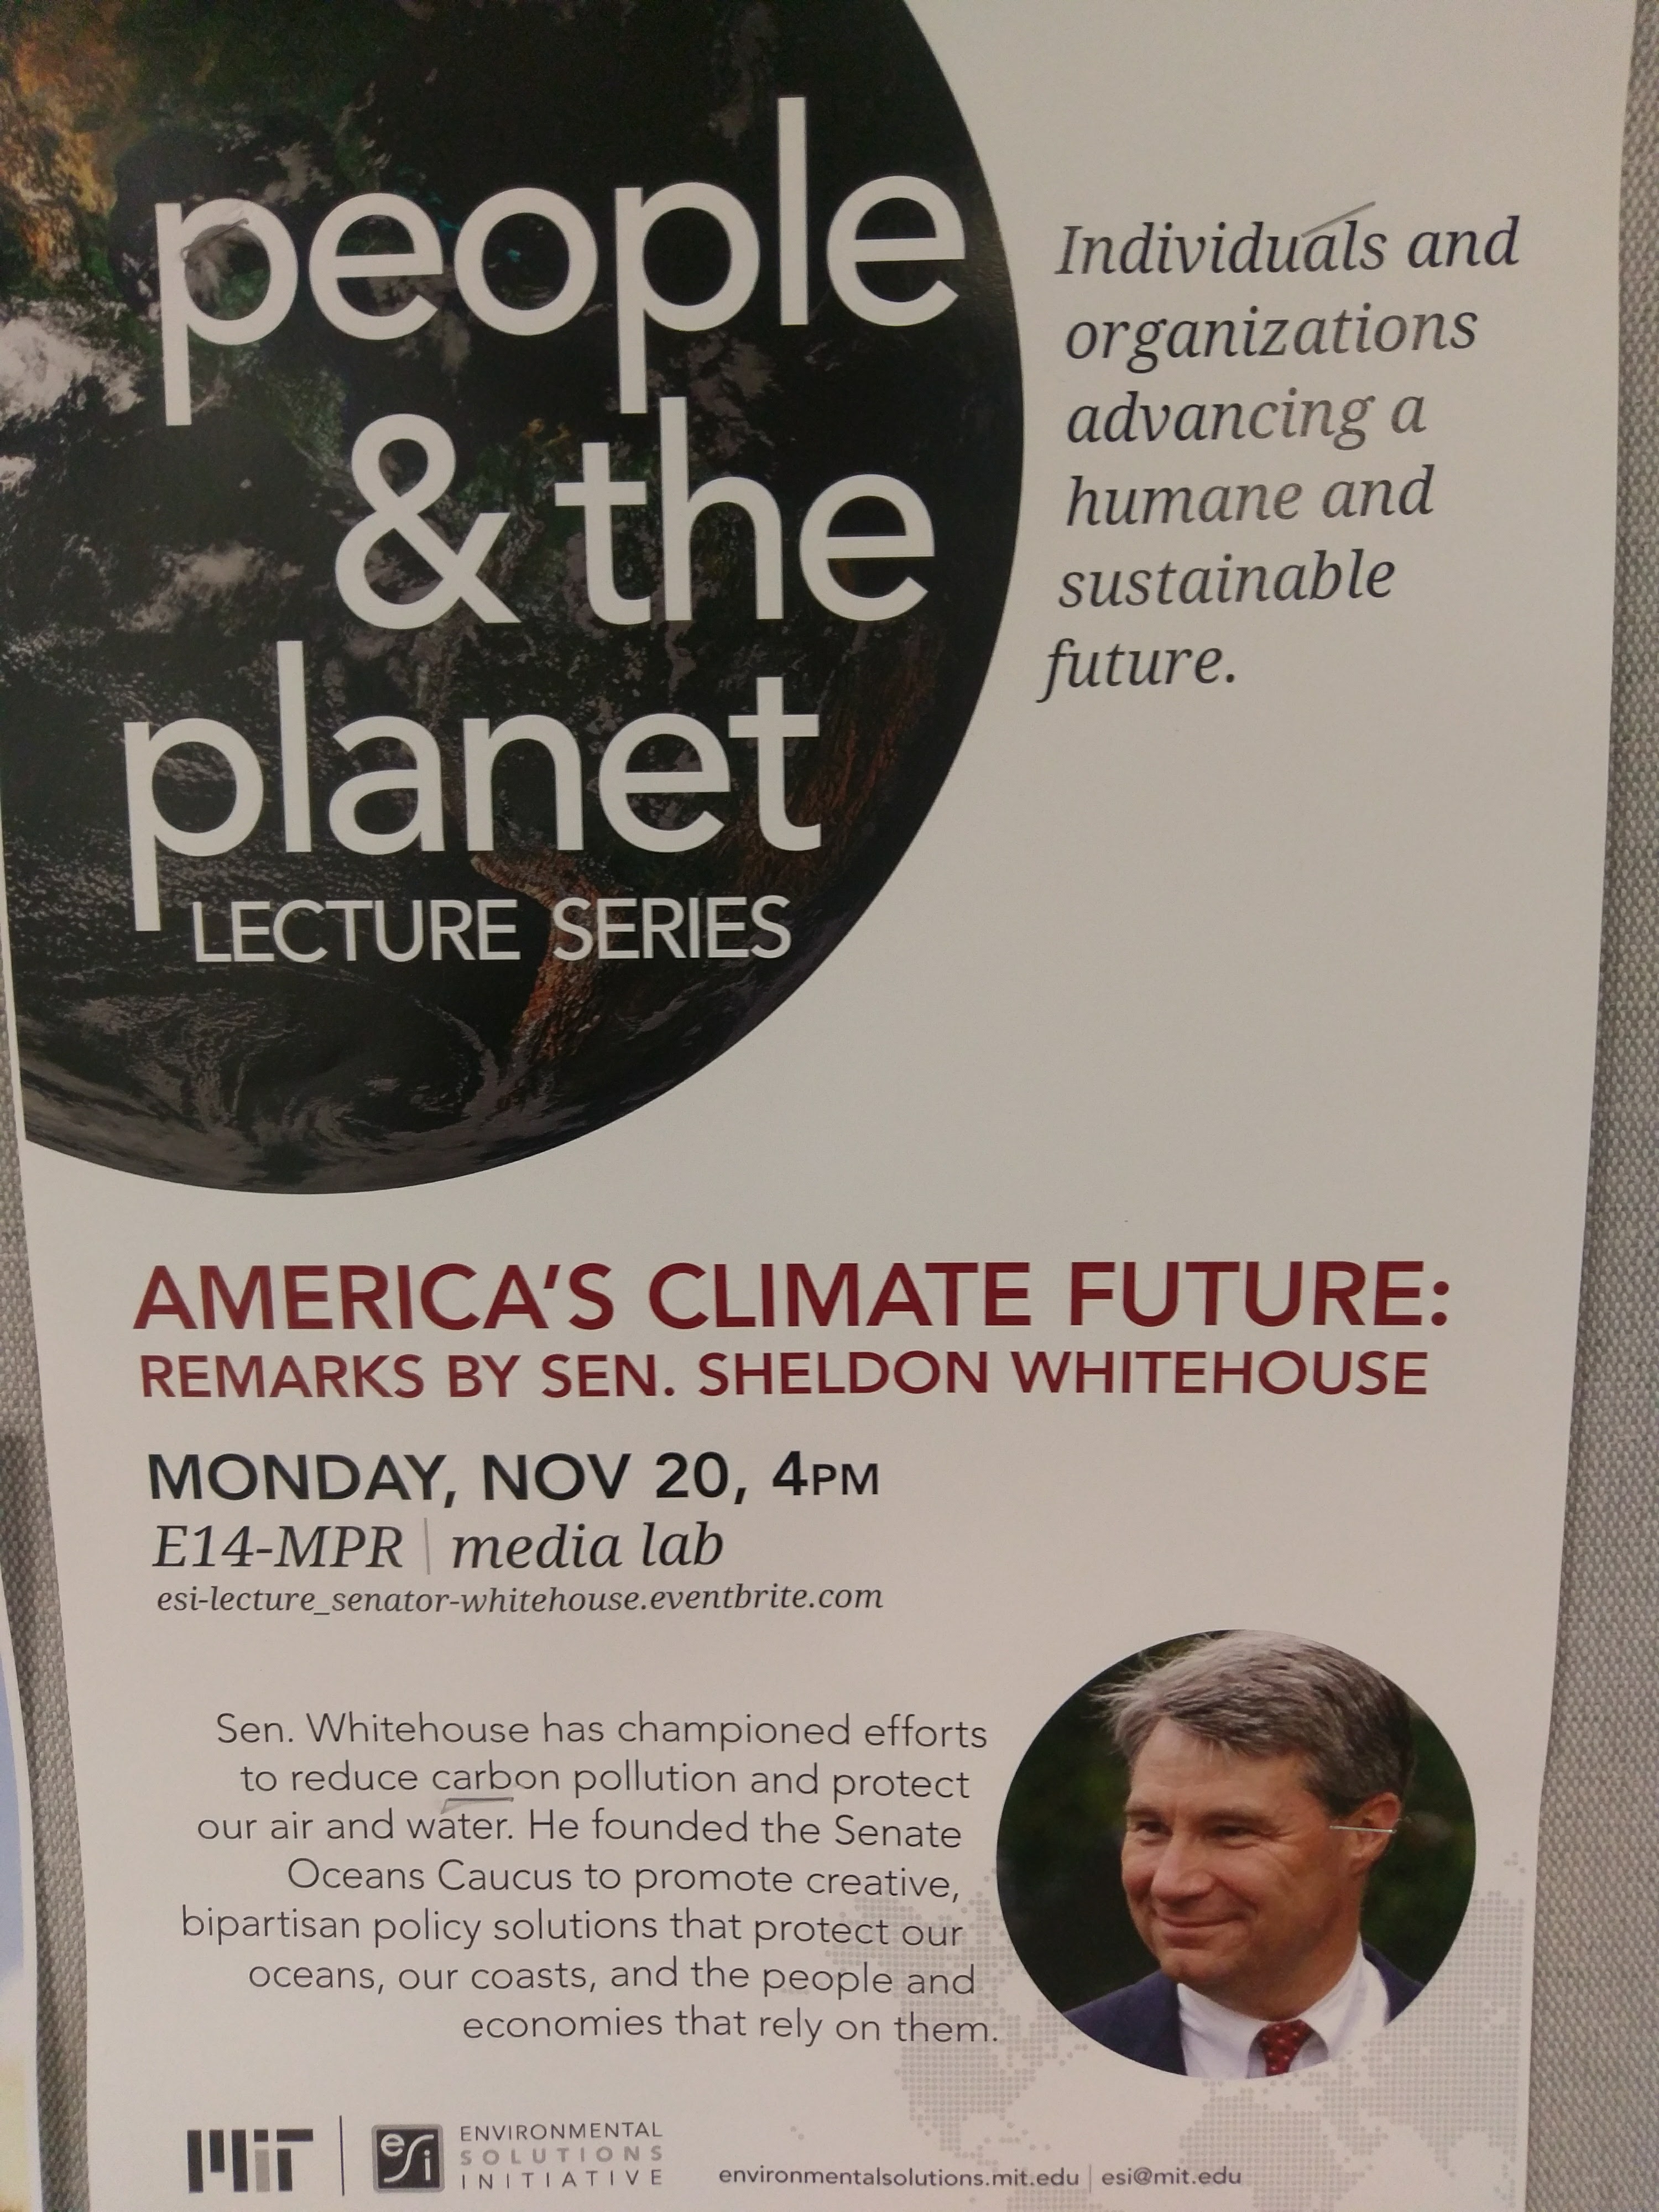 people
& the
planet
LECTURE SERIES
Individuals and
organizations
advancing a
humane and
sustainable
future.
AMERICA'S CLIMATE FUTURE:
REMARKS BY SEN. SHELDON WHITEHOUSE
MONDAY, NOV 20, 4PM
E14-MPR | media lab
esi-lecture_senator-whitehouse.eventbrite.com
Sen. Whitehouse has championed efforts
to reduce carbon pollution and protect
our air and water. He founded the Senate
Oceans Caucus to promote creative,
bipartisan policy solutions that protect our
oceans, our coasts, and the people and
economies that rely on them.
MIT
esi
ENVIRONMENTAL
SOLUTIONS
INITIATIVE
environmentalsolutions.mit.edu | esi@mit.edu